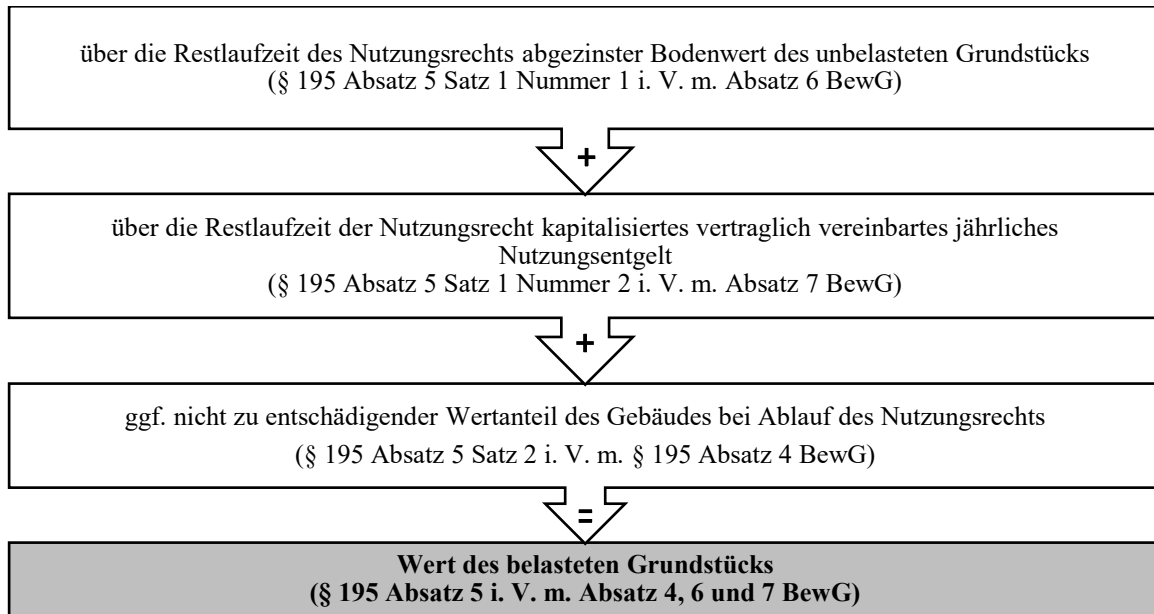 über die Restlaufzeit des Nutzungsrechts abgezinster Bodenwert des unbelasteten Grundstücks
(§ 195 Absatz 5 Satz 1 Nummer 1 i. V. m. Absatz 6 BewG)
+
über die Restlaufzeit der Nutzungsrecht kapitalisiertes vertraglich vereinbartes jährliches
Nutzungsentgelt
(§ 195 Absatz 5 Satz 1 Nummer 2 i. V. m. Absatz 7 BewG)
+
ggf. nicht zu entschädigender Wertanteil des Gebäudes bei Ablauf des Nutzungsrechts
(§ 195 Absatz 5 Satz 2 i. V. m. § 195 Absatz 4 BewG)
=
Wert des belasteten Grundstücks
(§ 195 Absatz 5 i. V. m. Absatz 4, 6 und 7 BewG)